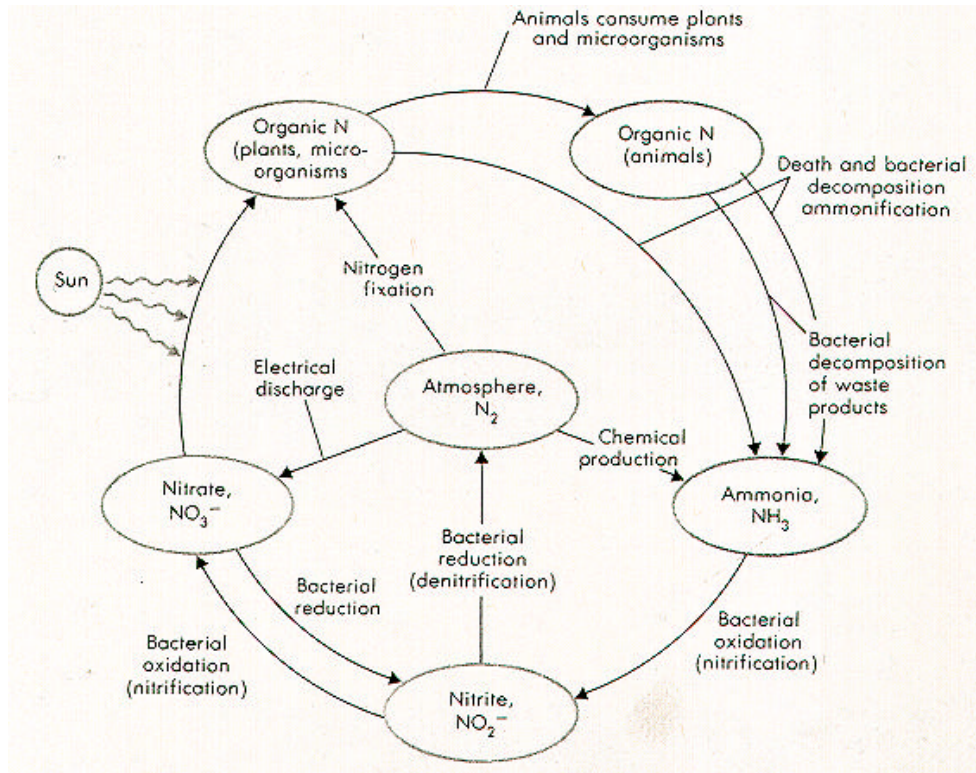 Animals consume plants
and microorganisms
Organic N
(plants, micro-
organisms
Organic N
(animals)
Death and bacterial
decomposition
ammonification
Sun
Nitrogen
fixation
Electrical
discharge
Atmosphere,
N₂
Bacterial
decomposition
of waste
products
Chemical
production
Nitrate,
NO₃⁻
Ammonia,
NH₃
Bacterial
reduction
(denitrification)
Bacterial
reduction
Bacterial
oxidation
(nitrification)
Bacterial
oxidation
(nitrification)
Nitrite,
NO₂⁻